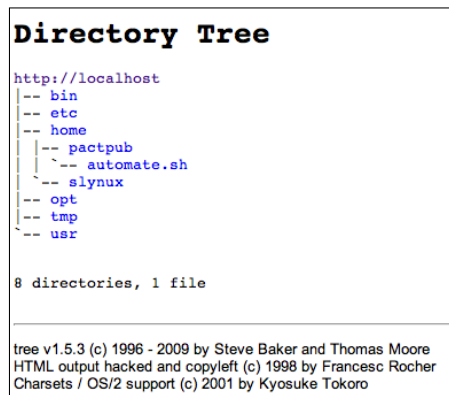 Directory Tree
http://localhost
|-- bin
|-- etc
|-- home
|   |-- pactpub
|   |   `-- automate.sh
|   `-- slynux
|-- opt
|-- tmp
`-- usr
8 directories, 1 file
tree v1.5.3 (c) 1996 - 2009 by Steve Baker and Thomas Moore
HTML output hacked and copyleft (c) 1998 by Francesc Rocher
Charsets / OS/2 support (c) 2001 by Kyosuke Tokoro